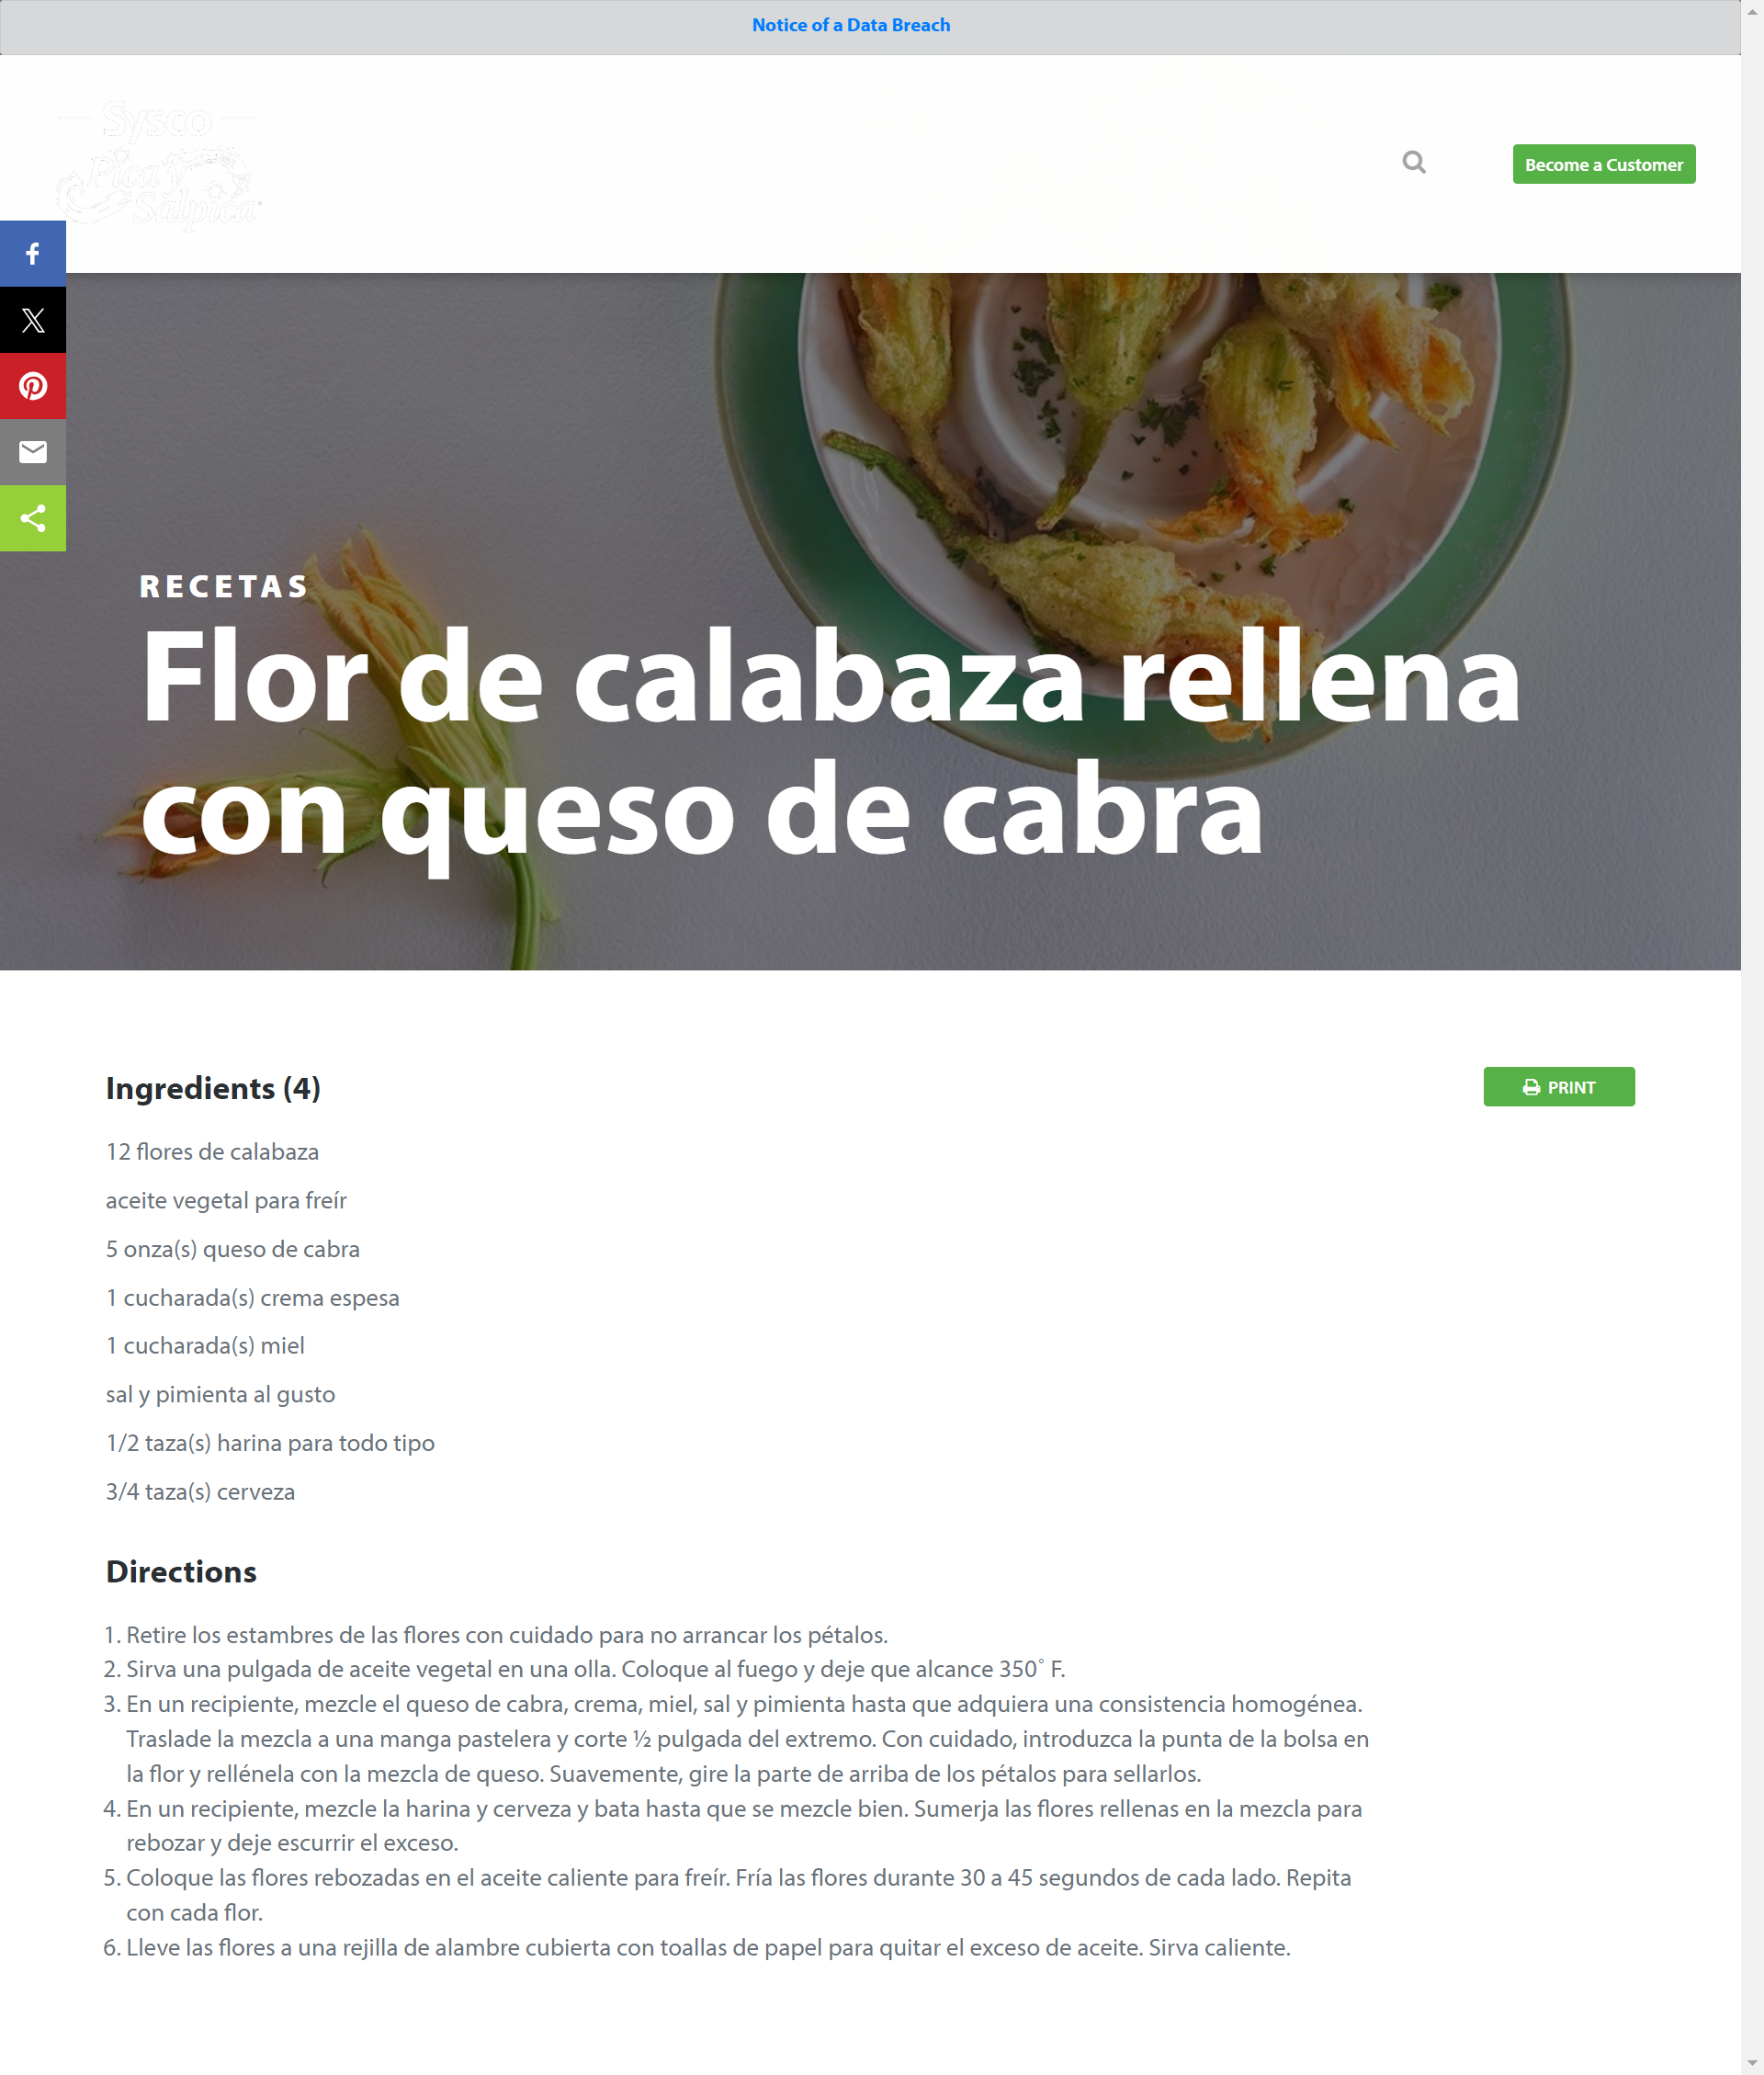 Notice of a Data Breach
Sysco
Pica y
Salpica
Become a Customer
RECETAS
Flor de calabaza rellena
con queso de cabra
Ingredients (4)
PRINT
12 flores de calabaza
aceite vegetal para freír
5 onza(s) queso de cabra
1 cucharada(s) crema espesa
1 cucharada(s) miel
sal y pimienta al gusto
1/2 taza(s) harina para todo tipo
3/4 taza(s) cerveza
Directions
1. Retire los estambres de las flores con cuidado para no arrancar los pétalos.
2. Sirva una pulgada de aceite vegetal en una olla. Coloque al fuego y deje que alcance 350° F.
3. En un recipiente, mezcle el queso de cabra, crema, miel, sal y pimienta hasta que adquiera una consistencia homogénea.
Traslade la mezcla a una manga pastelera y corte ½ pulgada del extremo. Con cuidado, introduzca la punta de la bolsa en
la flor y rellénela con la mezcla de queso. Suavemente, gire la parte de arriba de los pétalos para sellarlos.
4. En un recipiente, mezcle la harina y cerveza y bata hasta que se mezcle bien. Sumerja las flores rellenas en la mezcla para
rebozar y deje escurrir el exceso.
5. Coloque las flores rebozadas en el aceite caliente para freír. Fría las flores durante 30 a 45 segundos de cada lado. Repita
con cada flor.
6. Lleve las flores a una rejilla de alambre cubierta con toallas de papel para quitar el exceso de aceite. Sirva caliente.